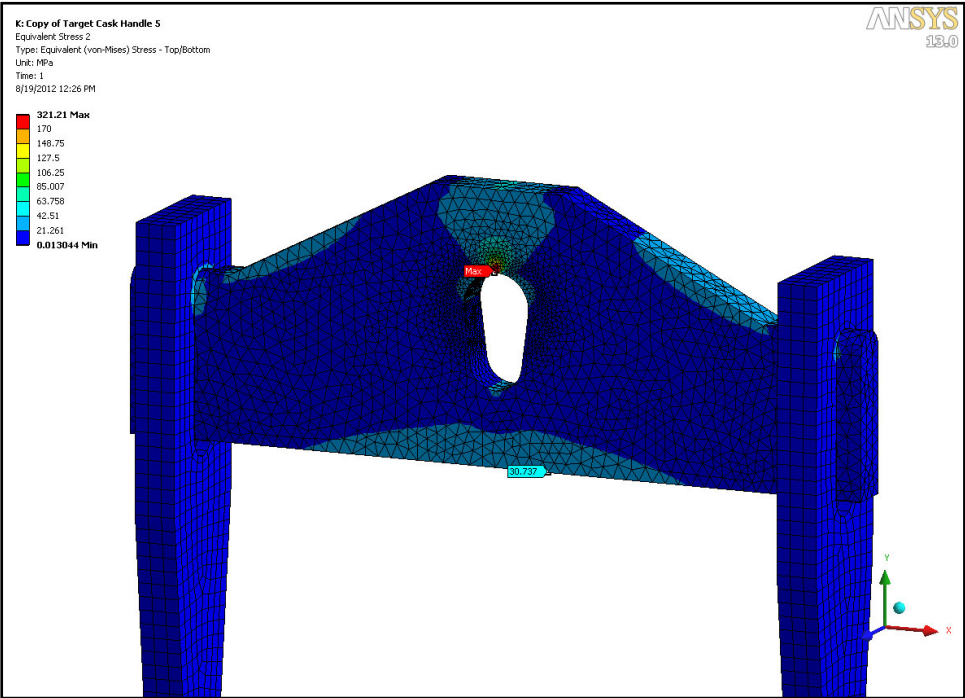 K: Copy of Target Cask Handle 5
Equivalent Stress 2
Type: Equivalent (von-Mises) Stress - Top/Bottom
Unit: MPa
Time: 1
8/19/2012 12:26 PM
321.21 Max
170
148.75
127.5
106.25
85.007
63.758
42.51
21.261
0.013044 Min
ANSYS
13.0
Max
30.737
Y
X